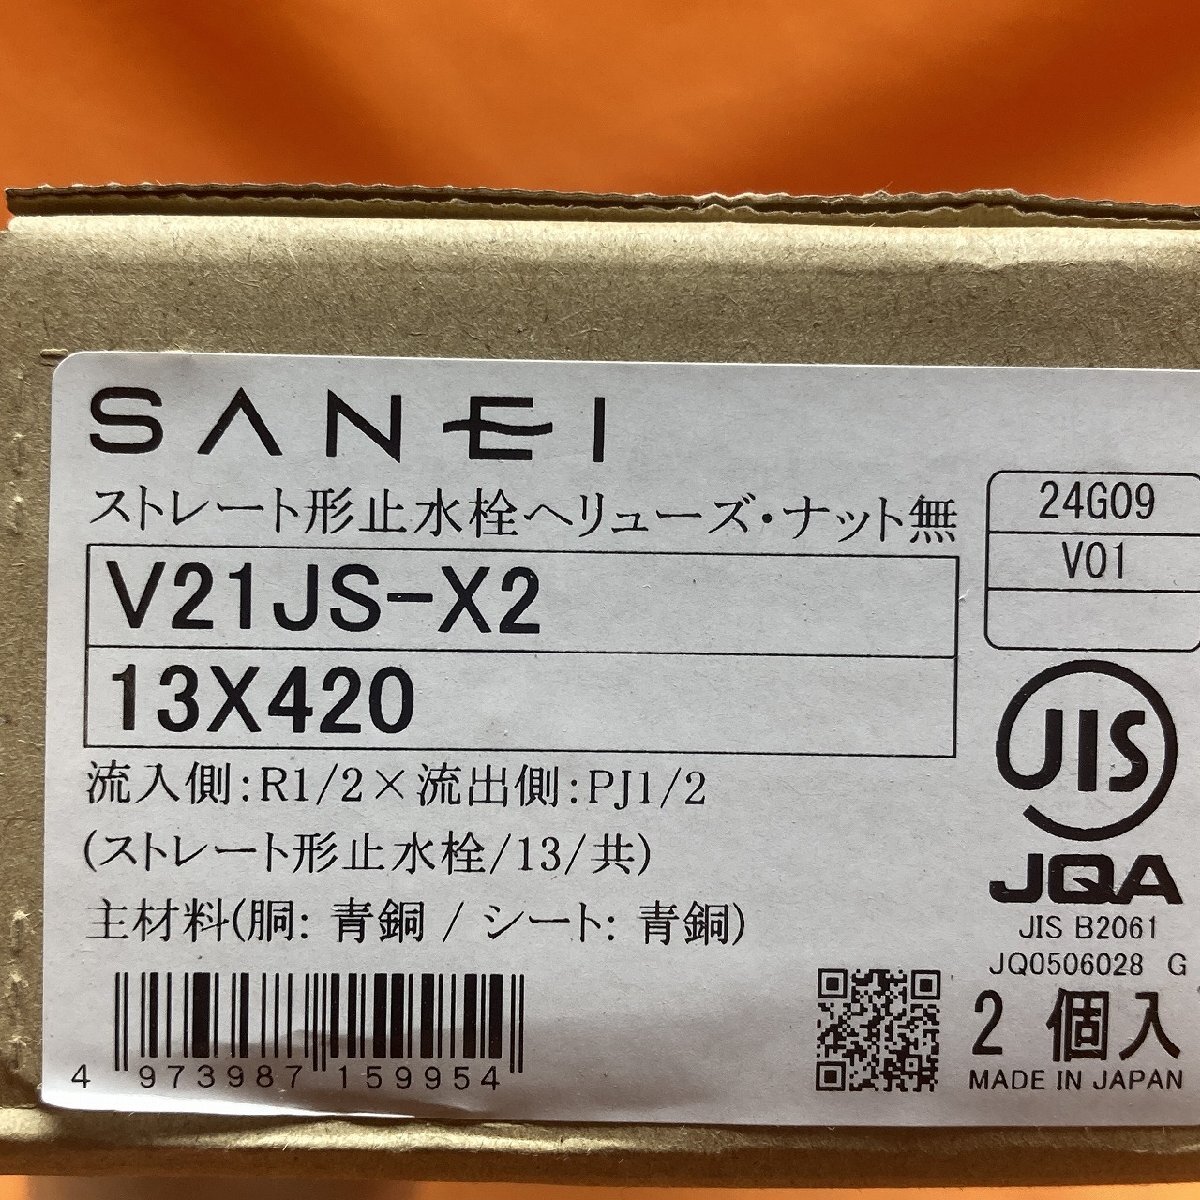 SANEI
ストレート形止水栓ヘリューズ・ナット無
V21JS-X2
13X420
流入側:R1/2×流出側:PJ1/2
(ストレート形止水栓/13/共)
主材料(胴: 青銅 / シート: 青銅)
4 973987 159954
24G09
V01
JIS
JQA
JIS B2061
JQ0506028 G
2 個入
MADE IN JAPAN